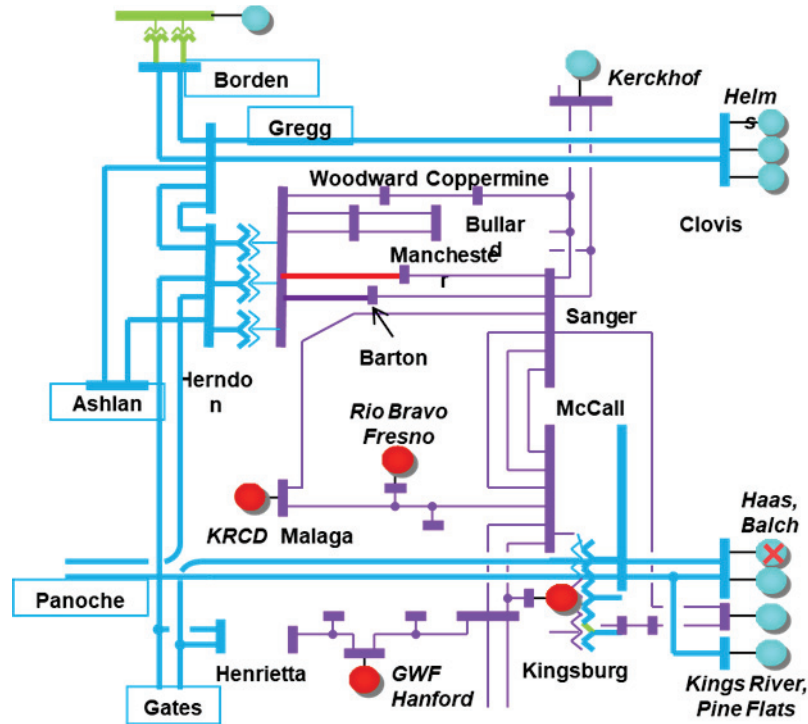 Borden
Kerckhof
Helm
s
Gregg
Woodward Coppermine
Bullar
d
Clovis
Mancheste
r
Sanger
Barton
Herndo
n
Ashlan
McCall
Rio Bravo
Fresno
Haas,
Balch
KRCD Malaga
Panoche
Henrietta
GWF
Hanford
Kingsburg
Kings River,
Pine Flats
Gates